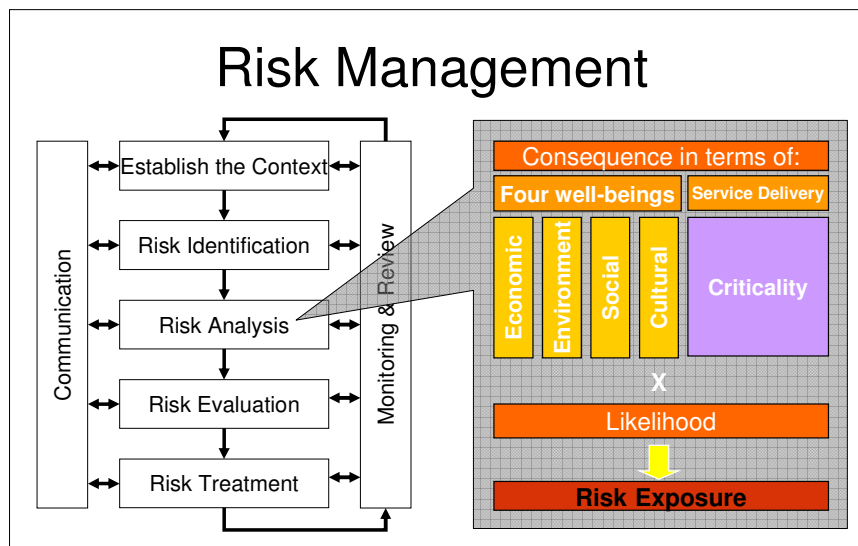 Risk Management
Communication
Establish the Context
Risk Identification
Risk Analysis
Risk Evaluation
Risk Treatment
Monitoring & Review
Consequence in terms of:
Four well-beings
Service Delivery
Economic
Environment
Social
Cultural
Criticality
X
Likelihood
Risk Exposure